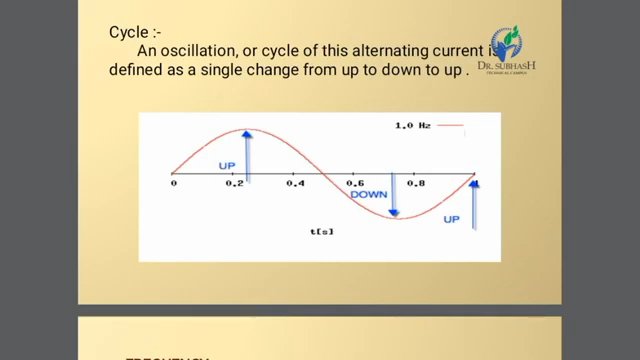 Cycle :-
An oscillation, or cycle of this alternating current is
defined as a single change from up to down to up .
DR. SUBHASH
TECHNICAL CAMPUS
1.0 Hz
UP
0 0.2 0.4 0.6 0.8 1
DOWN
UP
t[s]
FREQUENCY